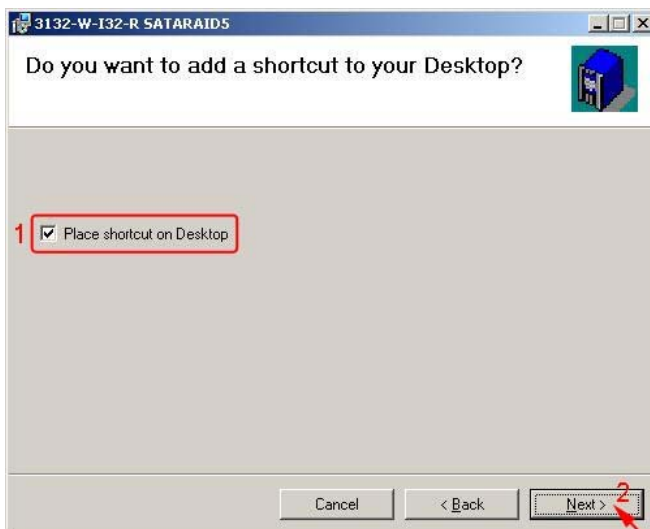 3132-W-I32-R SATARAID5
Do you want to add a shortcut to your Desktop?
1
Place shortcut on Desktop
Cancel
< Back
Next >
2